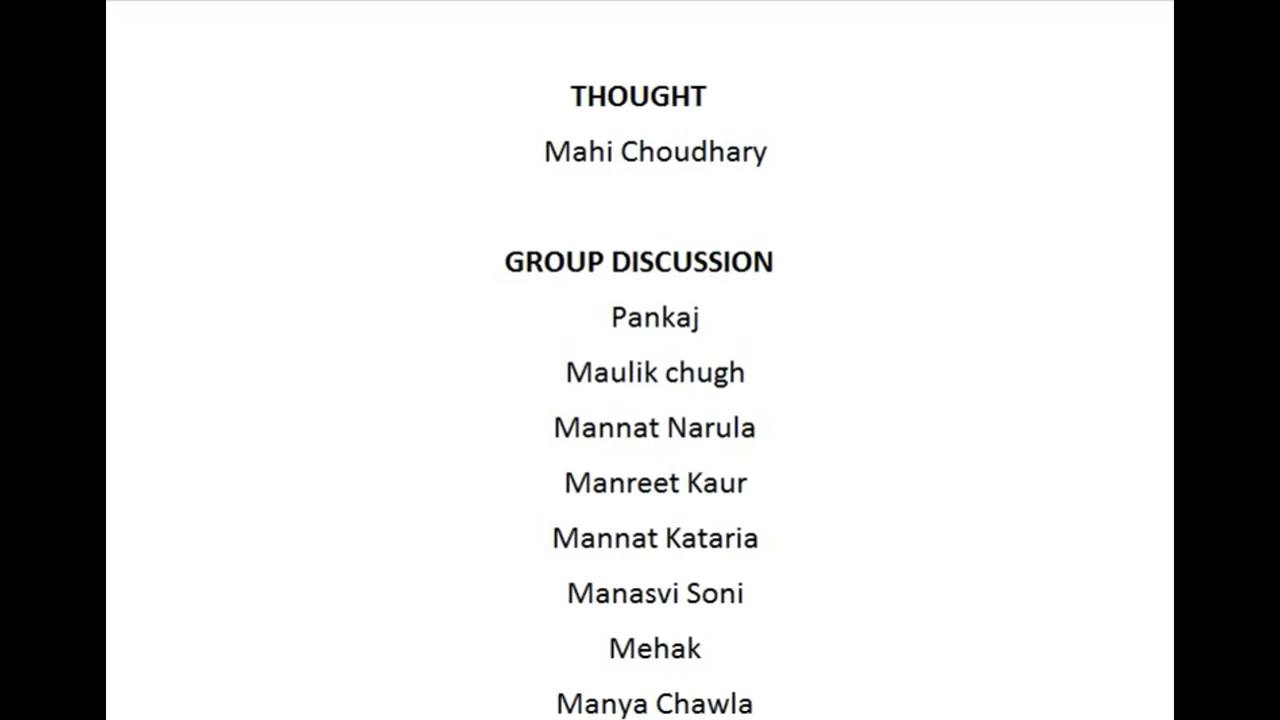 THOUGHT
Mahi Choudhary
GROUP DISCUSSION
Pankaj
Maulik chugh
Mannat Narula
Manreet Kaur
Mannat Kataria
Manasvi Soni
Mehak
Manya Chawla